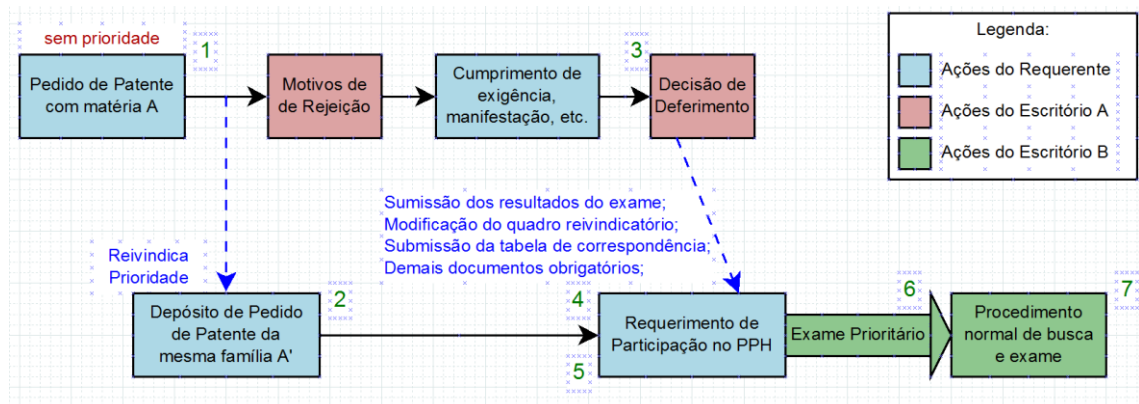 sem prioridade
1
Pedido de Patente
com matéria A
Motivos de
de Rejeição
Cumprimento de
exigência,
manifestação, etc.
3
Decisão de
Deferimento
Legenda:
Ações do Requerente
Ações do Escritório A
Ações do Escritório B
Sumissão dos resultados do exame;
Modificação do quadro reivindicatório;
Submissão da tabela de correspondência;
Demais documentos obrigatórios;
Reivindica
Prioridade
Depósito de Pedido
de Patente da
mesma família A'
2
4
5
Requerimento de
Participação no PPH
6
Exame Prioritário
7
Procedimento
normal de busca
e exame